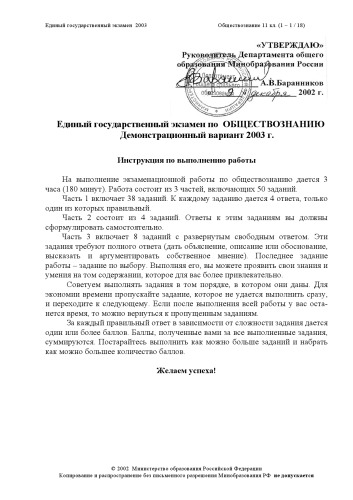 Единый государственный экзамен 2003 Обществознание 11 кл. (1 – 1 / 18)
«УТВЕРЖДАЮ»
Руководитель Департамента общего
образования Минобразования России
А.В.Баранников
декабря 2002 г.
Единый государственный экзамен по ОБЩЕСТВОЗНАНИЮ
Демонстрационный вариант 2003 г.
Инструкция по выполнению работы
На выполнение экзаменационной работы по обществознанию дается 3
часа (180 минут). Работа состоит из 3 частей, включающих 50 заданий.
Часть 1 включает 38 заданий. К каждому заданию дается 4 ответа, только
один из которых правильный.
Часть 2 состоит из 4 заданий. Ответы к этим заданиям вы должны
сформулировать самостоятельно.
Часть 3 включает 8 заданий с развернутым свободным ответом. Эти
задания требуют полного ответа (дать объяснение, описание или обоснование,
высказать и аргументировать собственное мнение). Последнее задание
работы – задание по выбору. Выполняя его, вы можете проявить свои знания и
умения на том содержании, которое для вас более привлекательно.
Советуем выполнять задания в том порядке, в котором они даны. Для
экономии времени пропускайте задание, которое не удается выполнить сразу,
и переходите к следующему. Если после выполнения всей работы у вас оста-
нется время, то можно вернуться к пропущенным заданиям.
За каждый правильный ответ в зависимости от сложности задания дается
один или более баллов. Баллы, полученные вами за все выполненные задания,
суммируются. Постарайтесь выполнить как можно больше заданий и набрать
как можно большее количество баллов.
Желаем успеха!
© 2002 Министерство образования Российской Федерации
Копирование и распространение без письменного разрешения Минобразования РФ не допускается